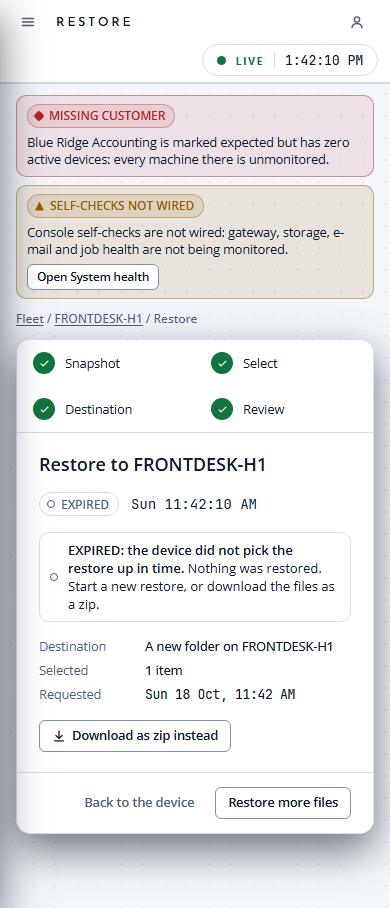 RESTORE
LIVE 1:42:10 PM
MISSING CUSTOMER
Blue Ridge Accounting is marked expected but has zero
active devices: every machine there is unmonitored.
SELF-CHECKS NOT WIRED
Console self-checks are not wired: gateway, storage, e-
mail and job health are not being monitored.
Open System health
Fleet / FRONTDESK-H1 / Restore
Snapshot
Select
Destination
Review
Restore to FRONTDESK-H1
EXPIRED Sun 11:42:10 AM
EXPIRED: the device did not pick the
restore up in time. Nothing was restored.
Start a new restore, or download the files as
a zip.
Destination A new folder on FRONTDESK-H1
Selected 1 item
Requested Sun 18 Oct, 11:42 AM
Download as zip instead
Back to the device
Restore more files